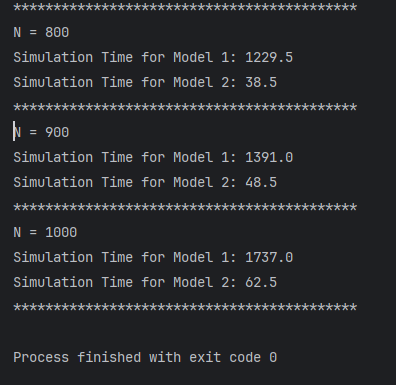 *******************************************
N = 800
Simulation Time for Model 1: 1229.5
Simulation Time for Model 2: 38.5
*******************************************
N = 900
Simulation Time for Model 1: 1391.0
Simulation Time for Model 2: 48.5
*******************************************
N = 1000
Simulation Time for Model 1: 1737.0
Simulation Time for Model 2: 62.5
*******************************************
Process finished with exit code 0